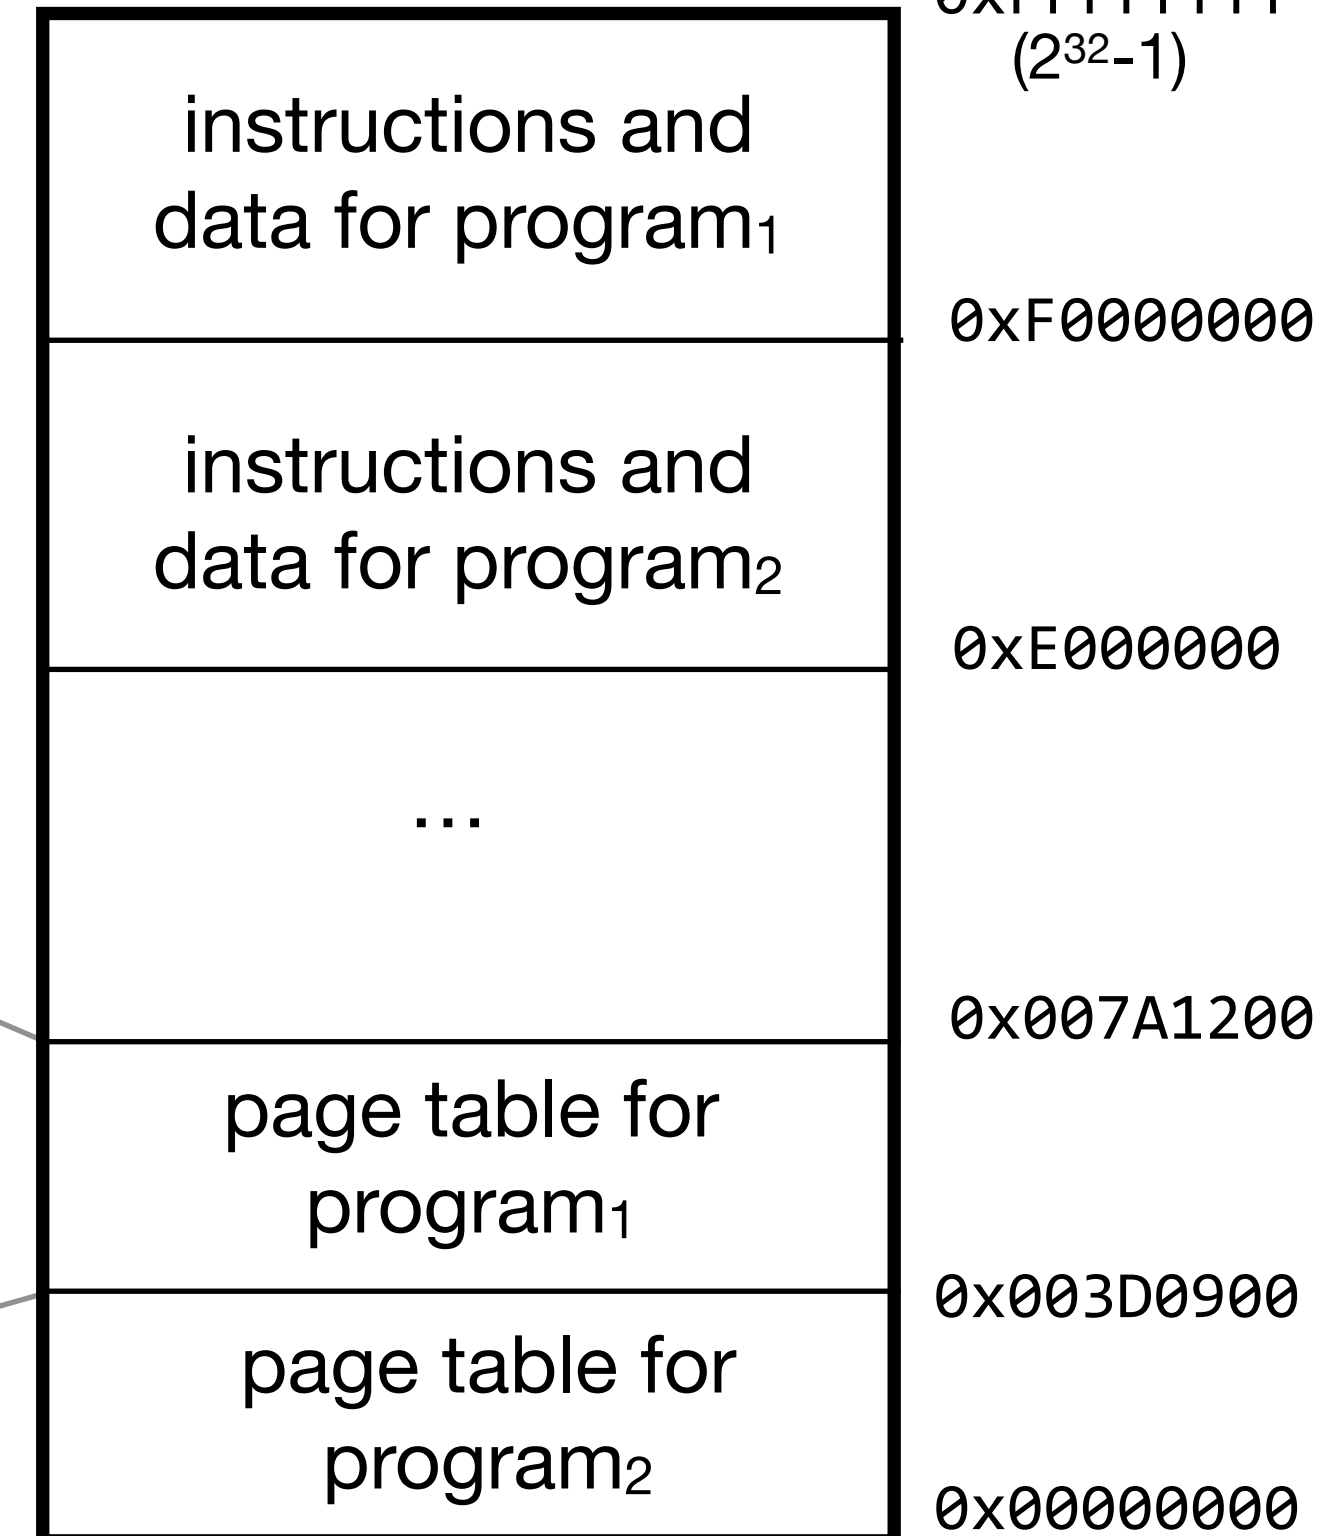 (2³²-1)
instructions and
data for program₁
0xF0000000
instructions and
data for program₂
0xE000000
...
0x007A1200
page table for
program₁
0x003D0900
page table for
program₂
0x00000000